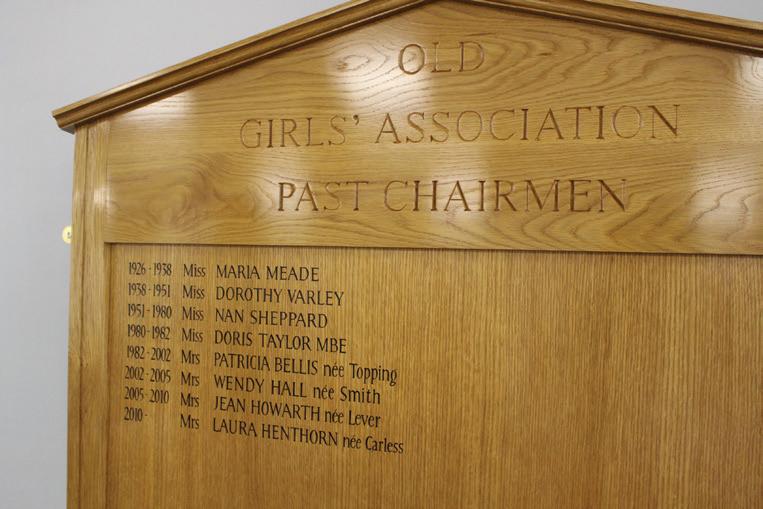 OLD
GIRLS' ASSOCIATION
PAST CHAIRMEN
1926-1938 Miss MARIA MEADE
1938-1951 Miss DOROTHY VARLEY
1951-1980 Miss NAN SHEPPARD
1980-1982 Miss DORIS TAYLOR MBE
1982-2002 Mrs PATRICIA BELLIS née Topping
2002-2005 Mrs WENDY HALL née Smith
2005-2010 Mrs JEAN HOWARTH née Lever
2010- Mrs LAURA HENTHORN née Carless